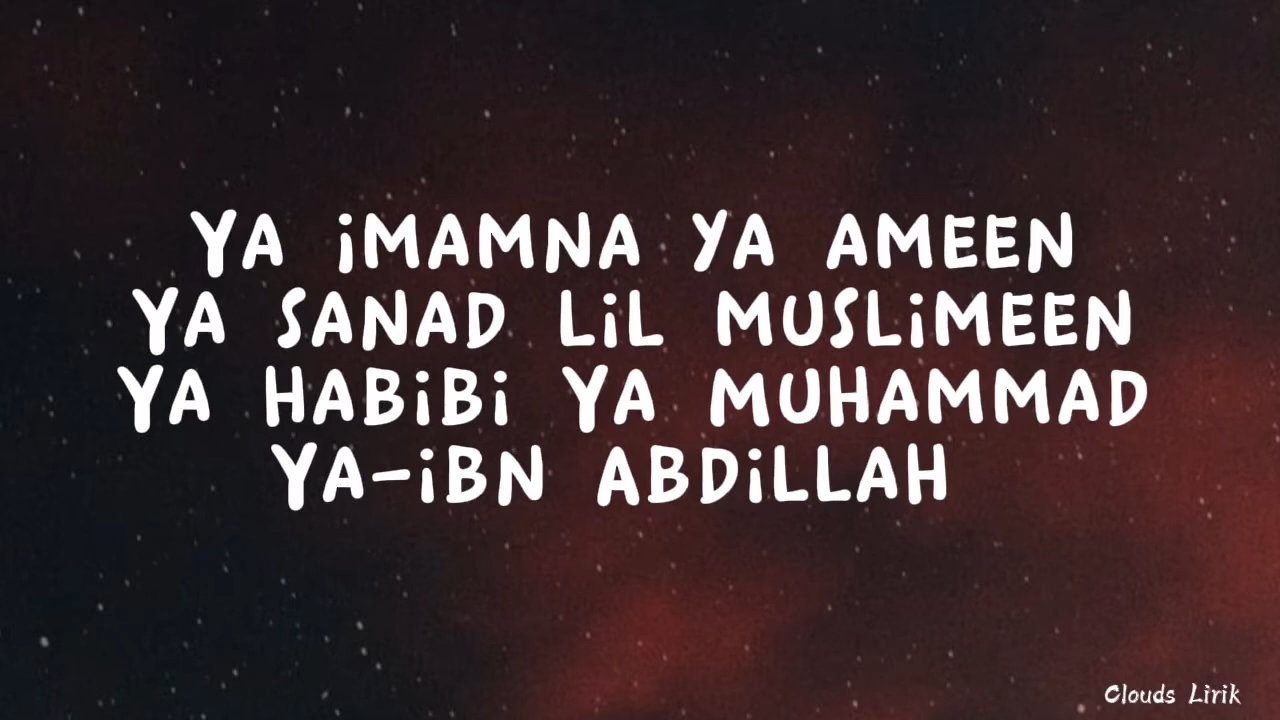 YA iMAMNA YA AMEEN
YA SANAD LiL MUSLiMEEN
YA HABiBi YA MUHAMMAD
YA-iBN ABDiLLAH
Clouds Lirik